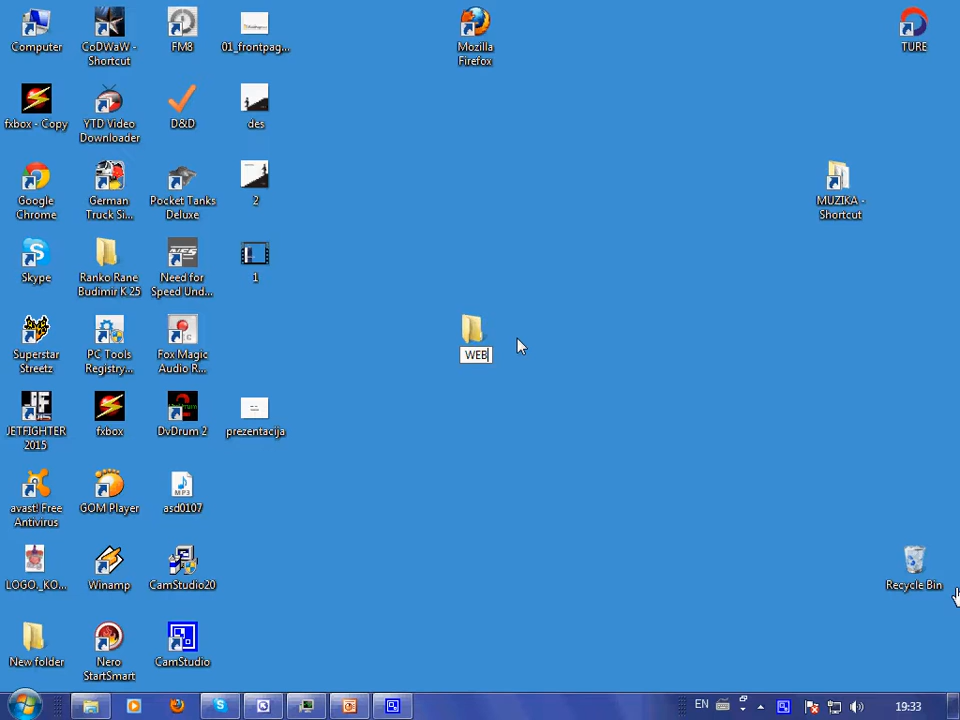 Computer
CoDWaW -
Shortcut
FM8
01_frontpag...
Mozilla
Firefox
TURE
fxbox - Copy
YTD Video
Downloader
D&D
des
Google
Chrome
German
Truck Si...
Pocket Tanks
Deluxe
2
MUZIKA -
Shortcut
Skype
Ranko Rane
Budimir K 25
Need for
Speed Und...
1
Superstar
Streetz
PC Tools
Registry...
Fox Magic
Audio R...
WEB
JETFIGHTER
2015
fxbox
DvDrum 2
prezentacija
avast! Free
Antivirus
GOM Player
MP3
asd0107
LOGO._KO...
Winamp
CamStudio20
Recycle Bin
New folder
Nero
StartSmart
CamStudio
EN
19:33